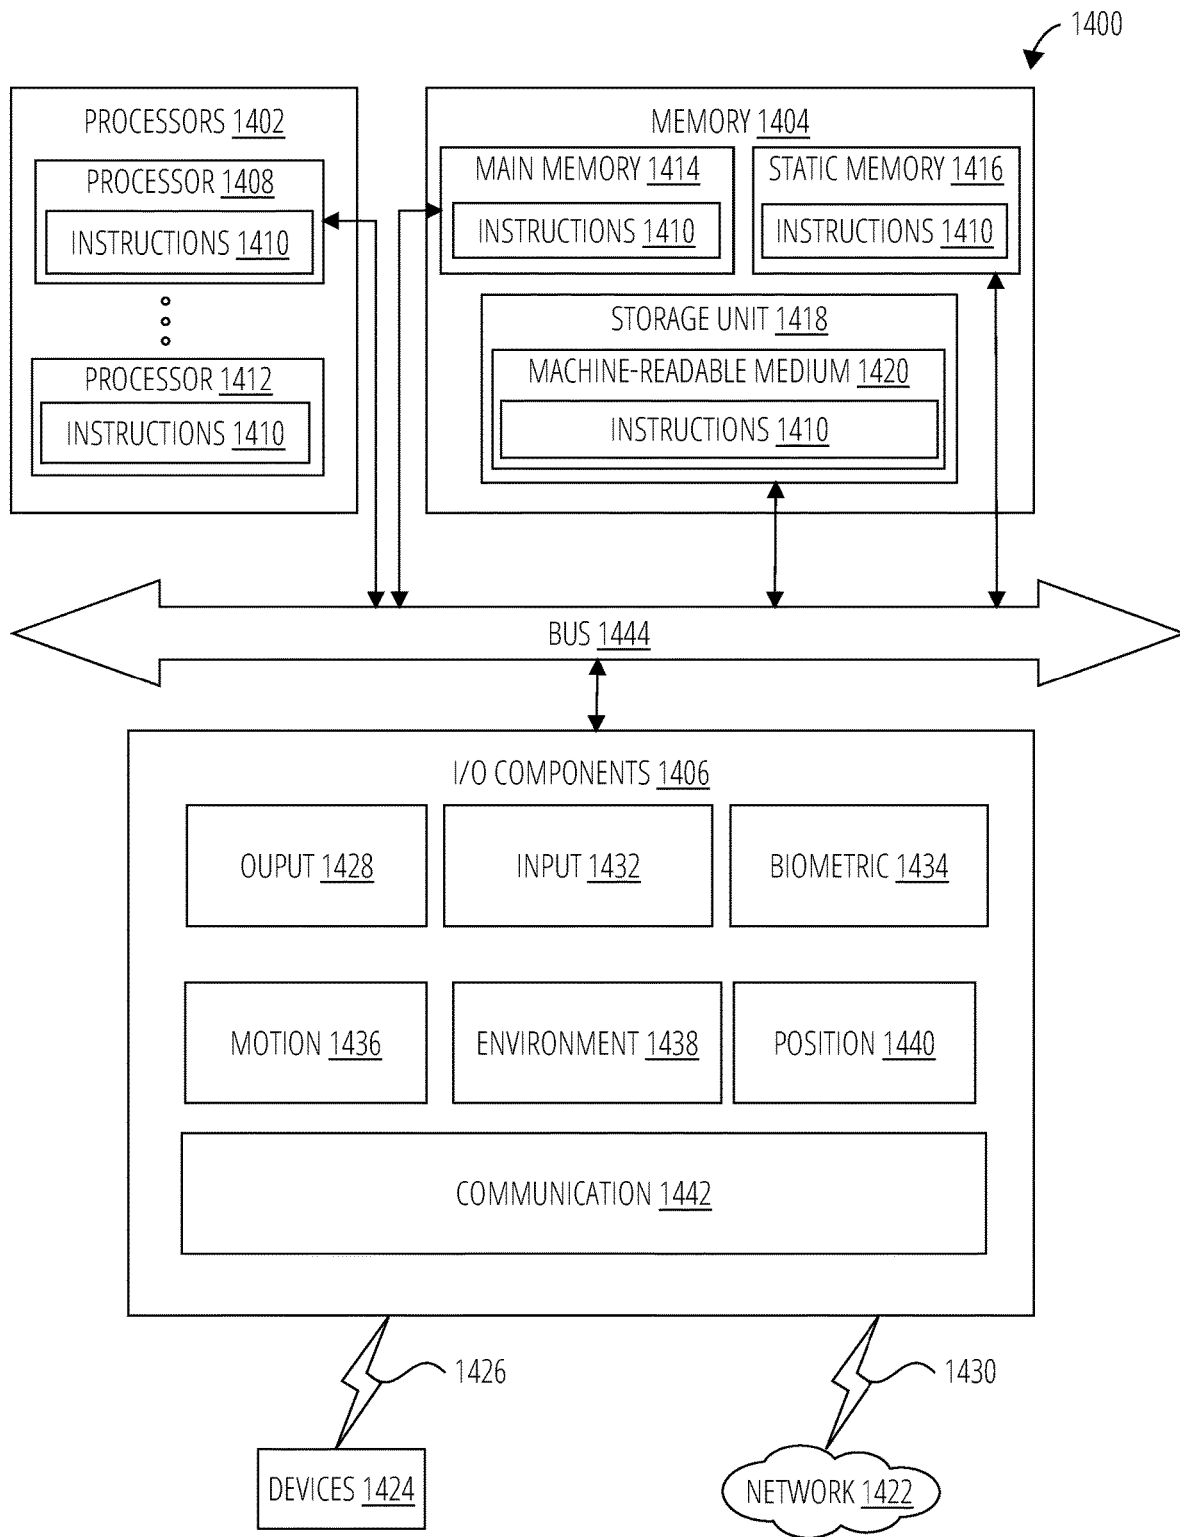 1400
PROCESSORS 1402
PROCESSOR 1408
INSTRUCTIONS 1410
PROCESSOR 1412
INSTRUCTIONS 1410
MEMORY 1404
MAIN MEMORY 1414
INSTRUCTIONS 1410
STATIC MEMORY 1416
INSTRUCTIONS 1410
STORAGE UNIT 1418
MACHINE-READABLE MEDIUM 1420
INSTRUCTIONS 1410
BUS 1444
I/O COMPONENTS 1406
OUPUT 1428
INPUT 1432
BIOMETRIC 1434
MOTION 1436
ENVIRONMENT 1438
POSITION 1440
COMMUNICATION 1442
1426
1430
DEVICES 1424
NETWORK 1422